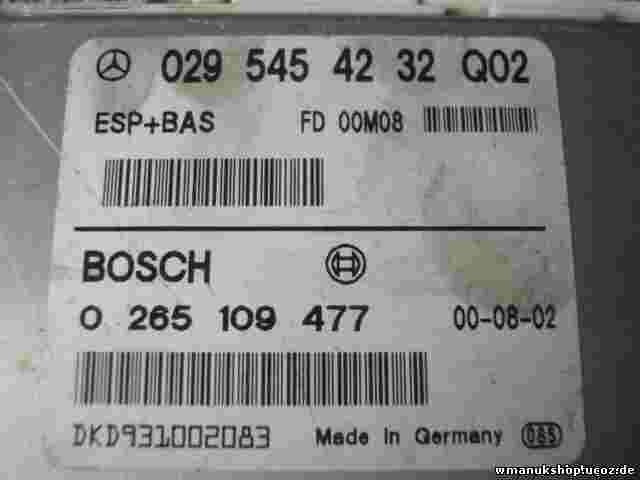 029 545 42 32 Q02
ESP+BAS FD 00M08
BOSCH
0 265 109 477 00-08-02
DKD931002083 Made in Germany 085
wmanukshop.ucoz.de